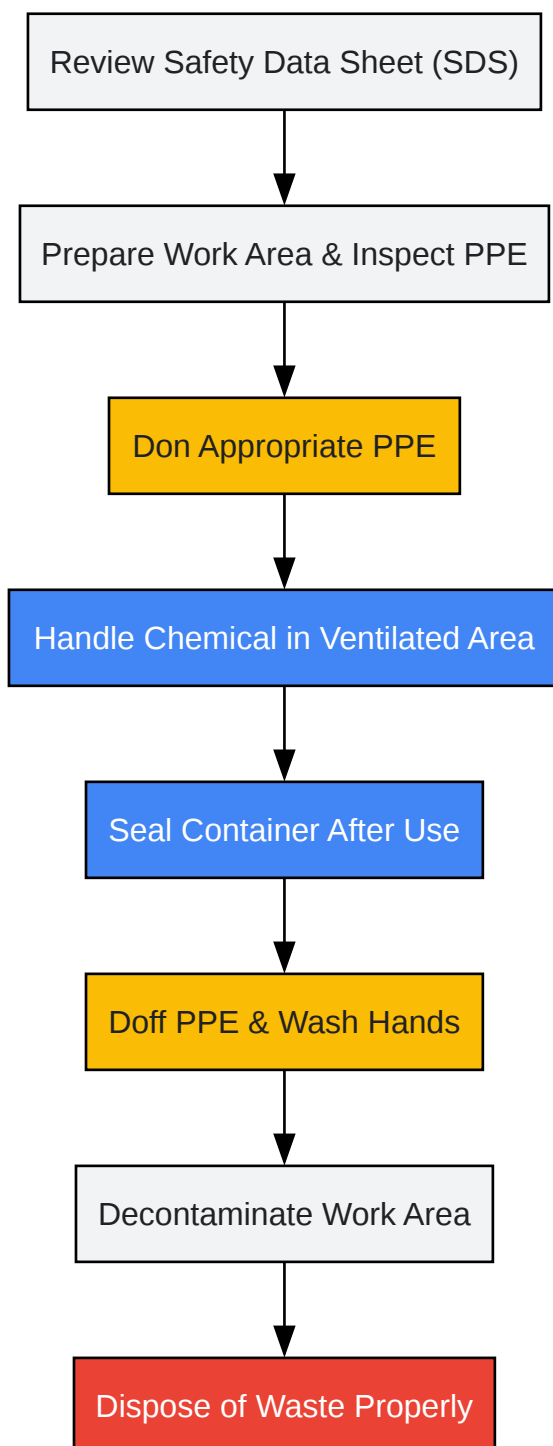 Review Safety Data Sheet (SDS)
Prepare Work Area & Inspect PPE
Don Appropriate PPE
Handle Chemical in Ventilated Area
Seal Container After Use
Doff PPE & Wash Hands
Decontaminate Work Area
Dispose of Waste Properly